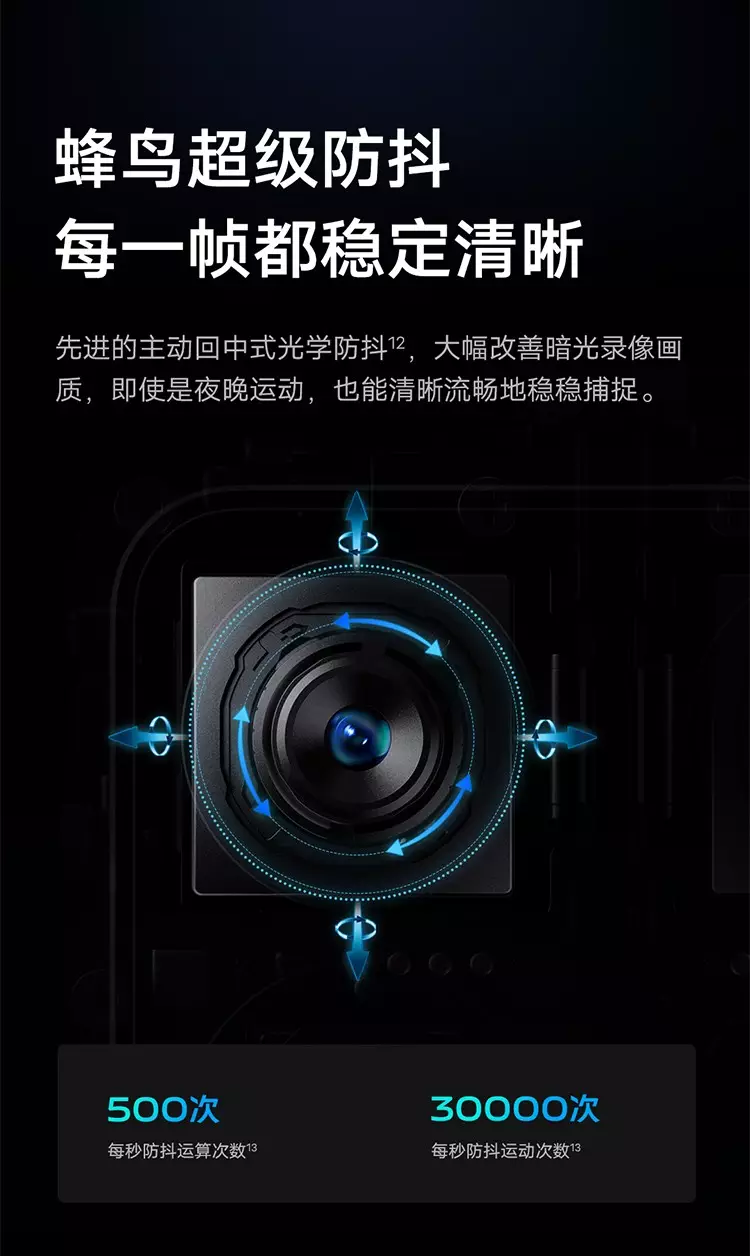 蜂鸟超级防抖
每一帧都稳定清晰
先进的主动回中式光学防抖¹²，大幅改善暗光录像画
质，即使是夜晚运动，也能清晰流畅地稳稳捕捉。
500次
30000次
每秒防抖运算次数¹³
每秒防抖运动次数¹³